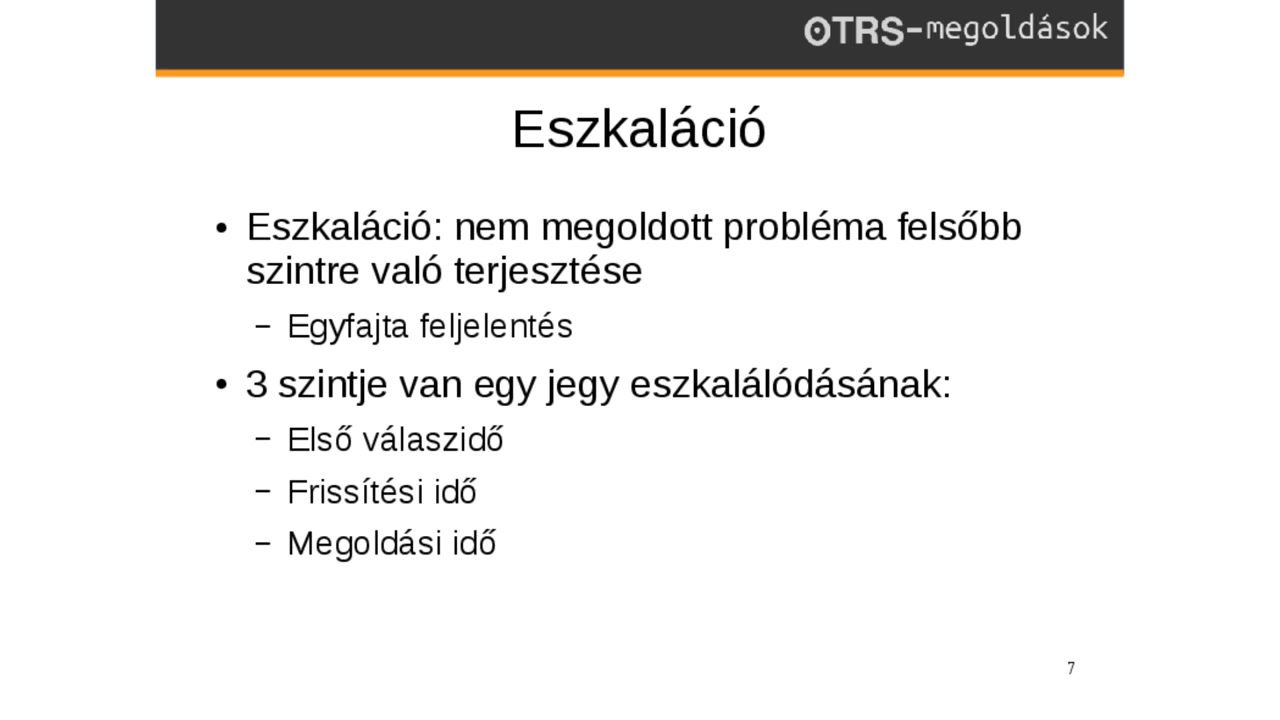 OTRS-megoldások
Eszkaláció
• Eszkaláció: nem megoldott probléma felsőbb
szintre való terjesztése
– Egyfajta feljelentés
• 3 szintje van egy jegy eszkalálódásának:
– Első válaszidő
– Frissítési idő
– Megoldási idő
7